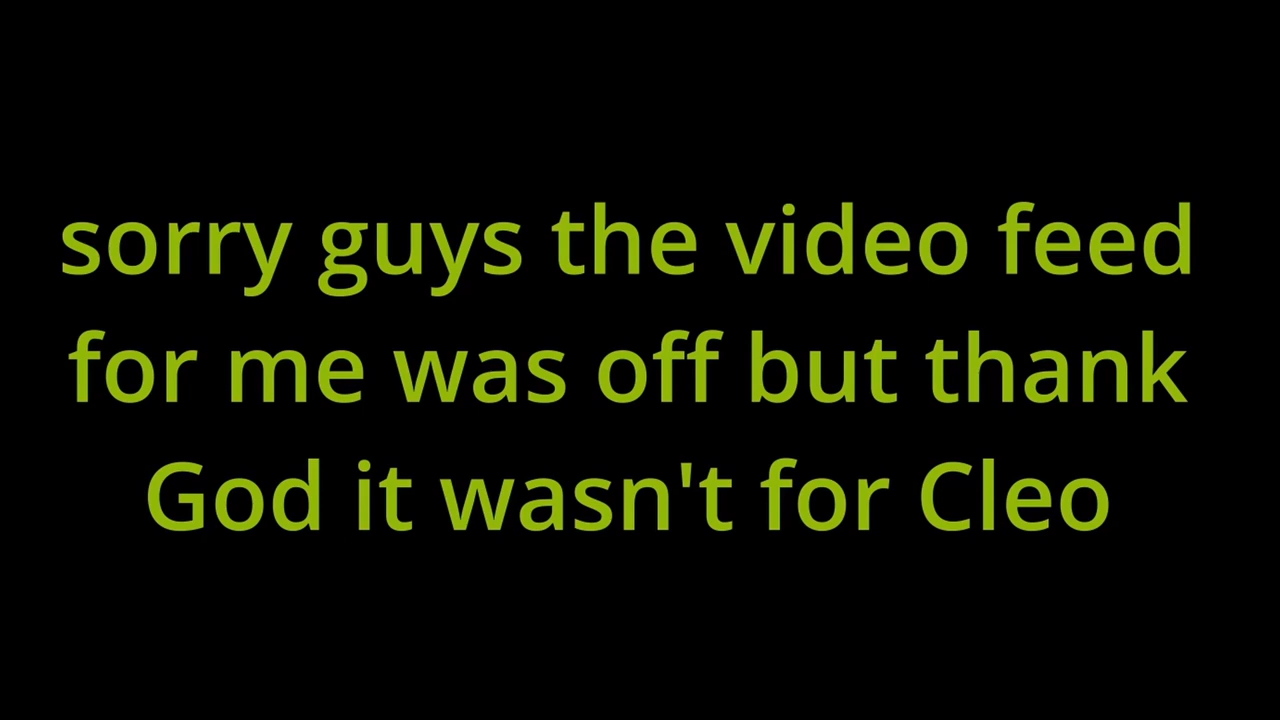 sorry guys the video feed
for me was off but thank
God it wasn't for Cleo